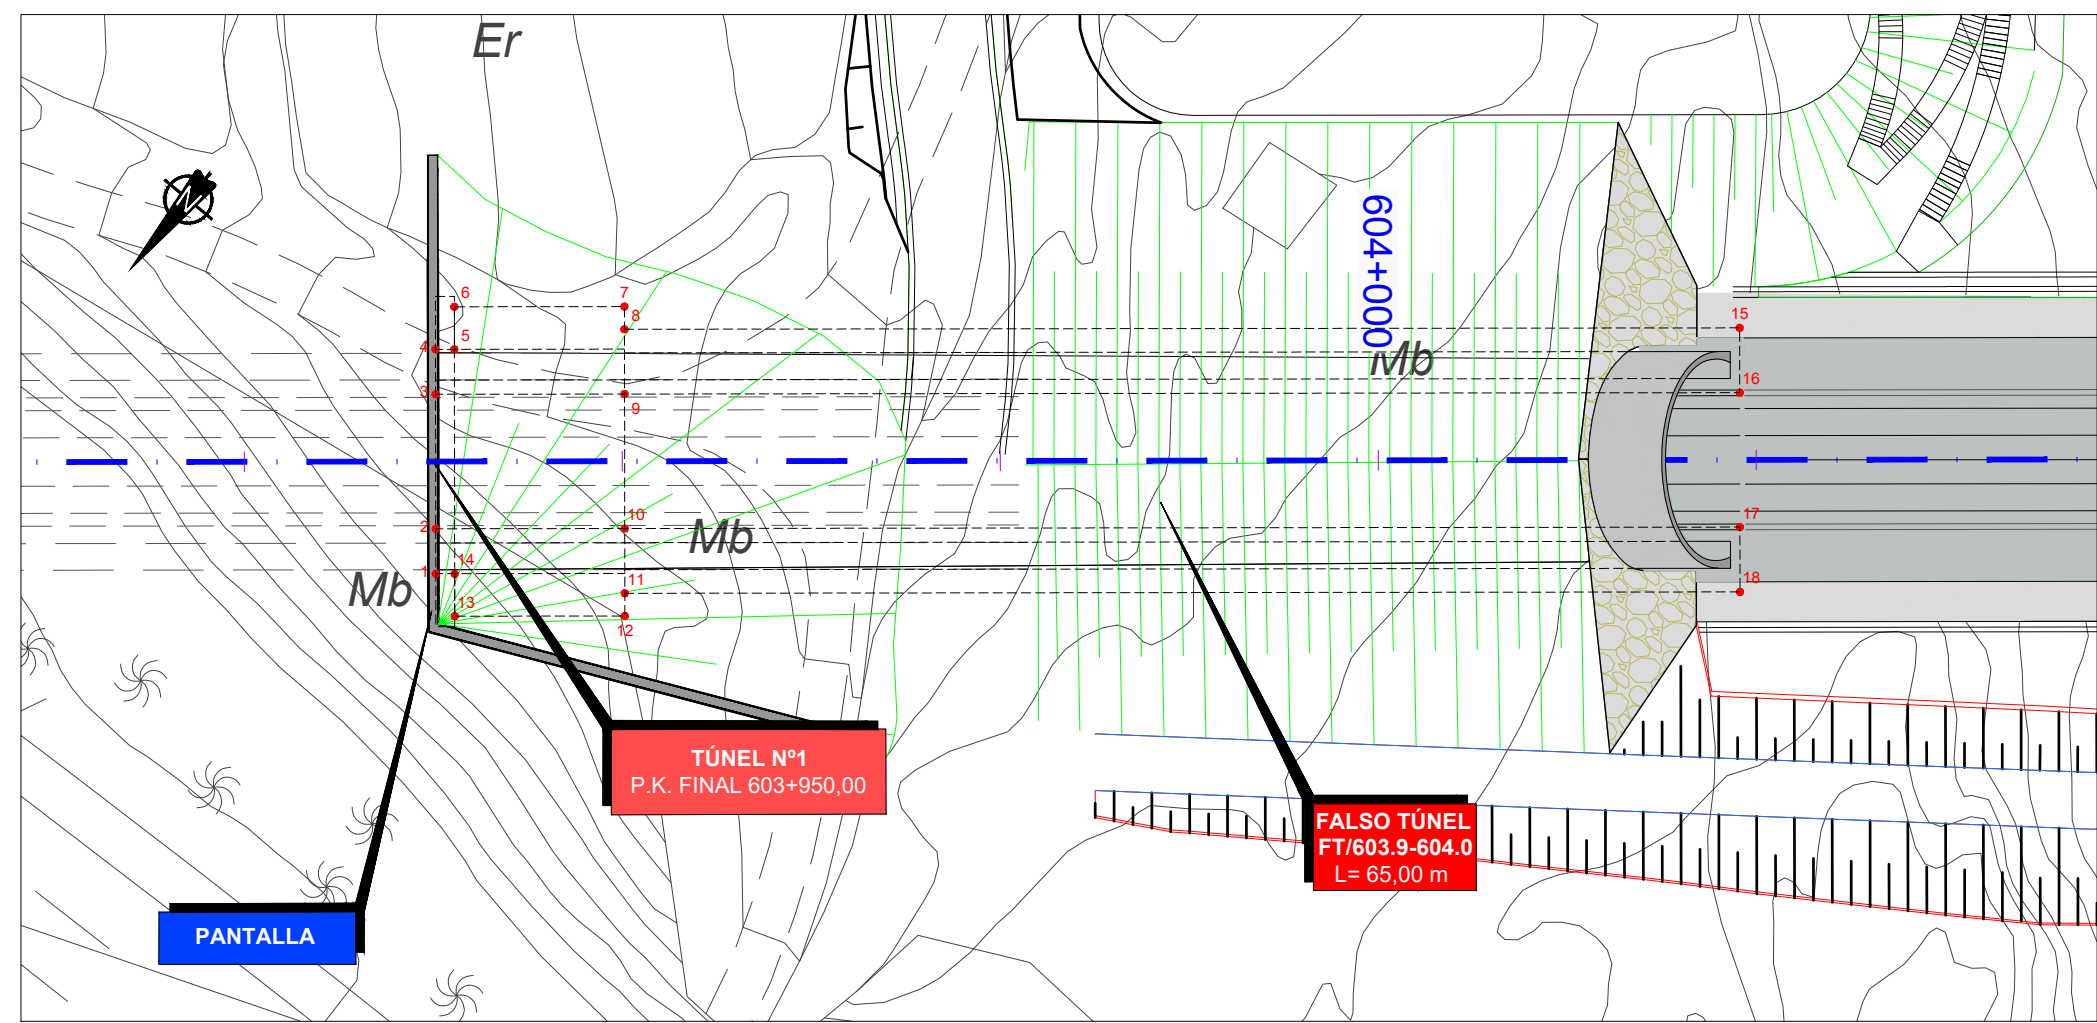 Er
604+000
6
7
8
15
4
5
Mb
16
3
9
2
10
17
Mb
1
14
11
18
Mb
13
12
TÚNEL Nº1
P.K. FINAL 603+950,00
FALSO TÚNEL
FT/603.9-604.0
L= 65,00 m
PANTALLA